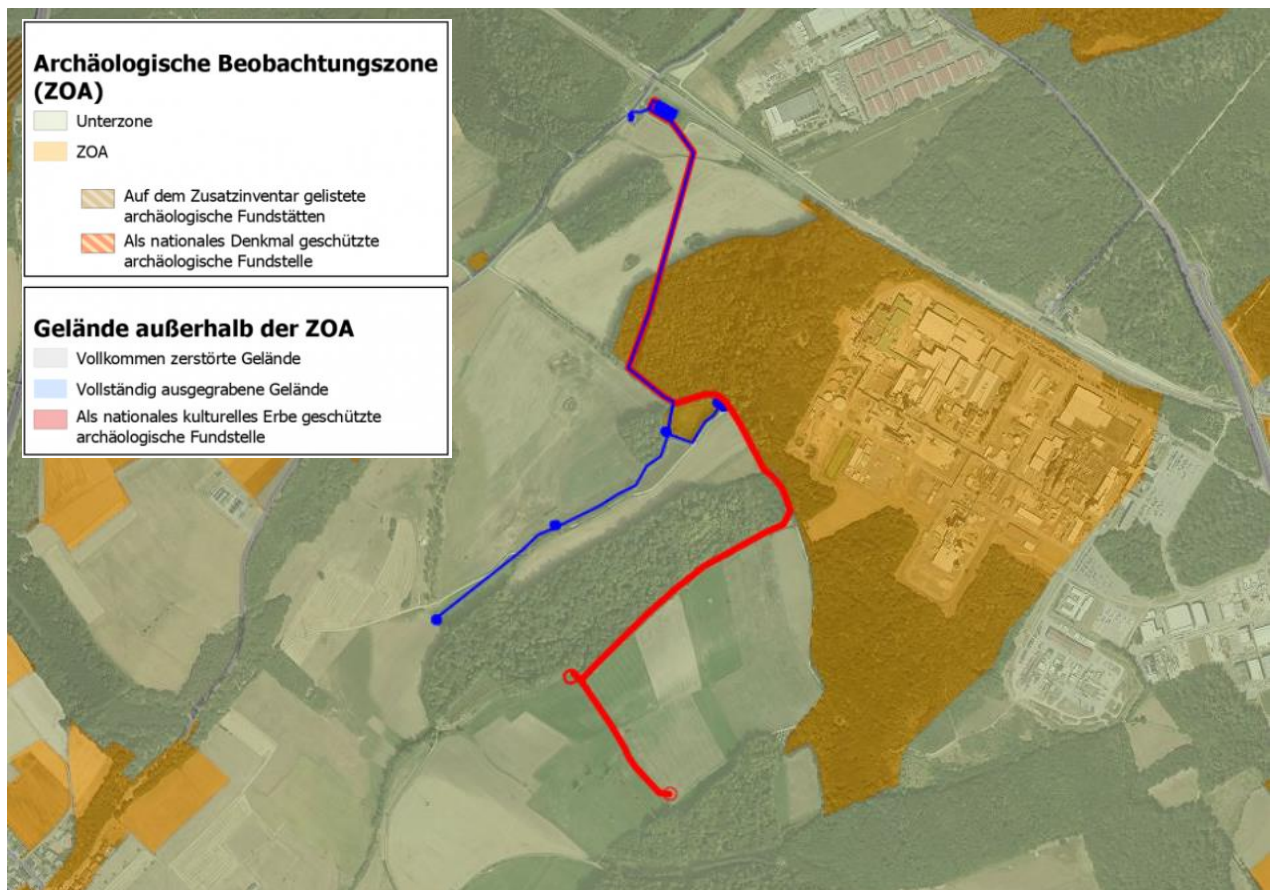 Archäologische Beobachtungszone
(ZOA)
Unterzone
ZOA
Auf dem Zusatzinventar gelistete
archäologische Fundstätten
Als nationales Denkmal geschützte
archäologische Fundstelle
Gelände außerhalb der ZOA
Vollkommen zerstörte Gelände
Vollständig ausgegrabene Gelände
Als nationales kulturelles Erbe geschützte
archäologische Fundstelle